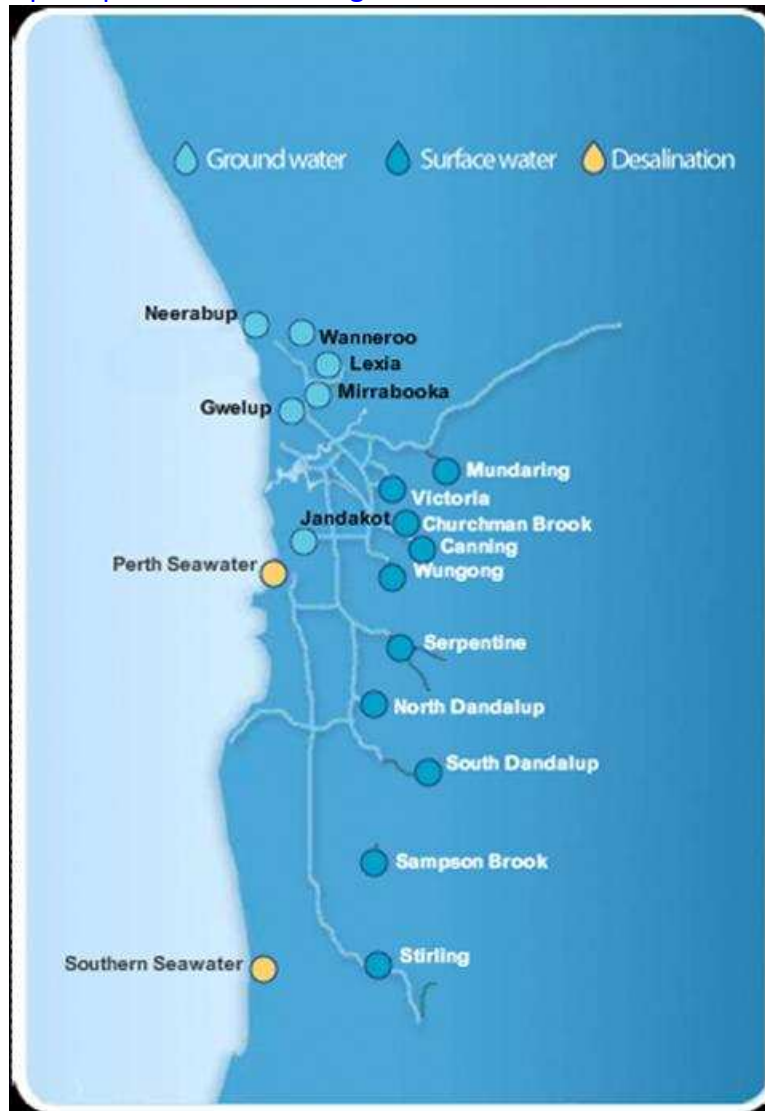 Ground water
Surface water
Desalination
Neerabup
Wanneroo
Lexia
Mirrabooka
Gwelup
Mundaring
Victoria
Jandakot
Churchman Brook
Canning
Perth Seawater
Wungong
Serpentine
North Dandalup
South Dandalup
Sampson Brook
Southern Seawater
Stirling